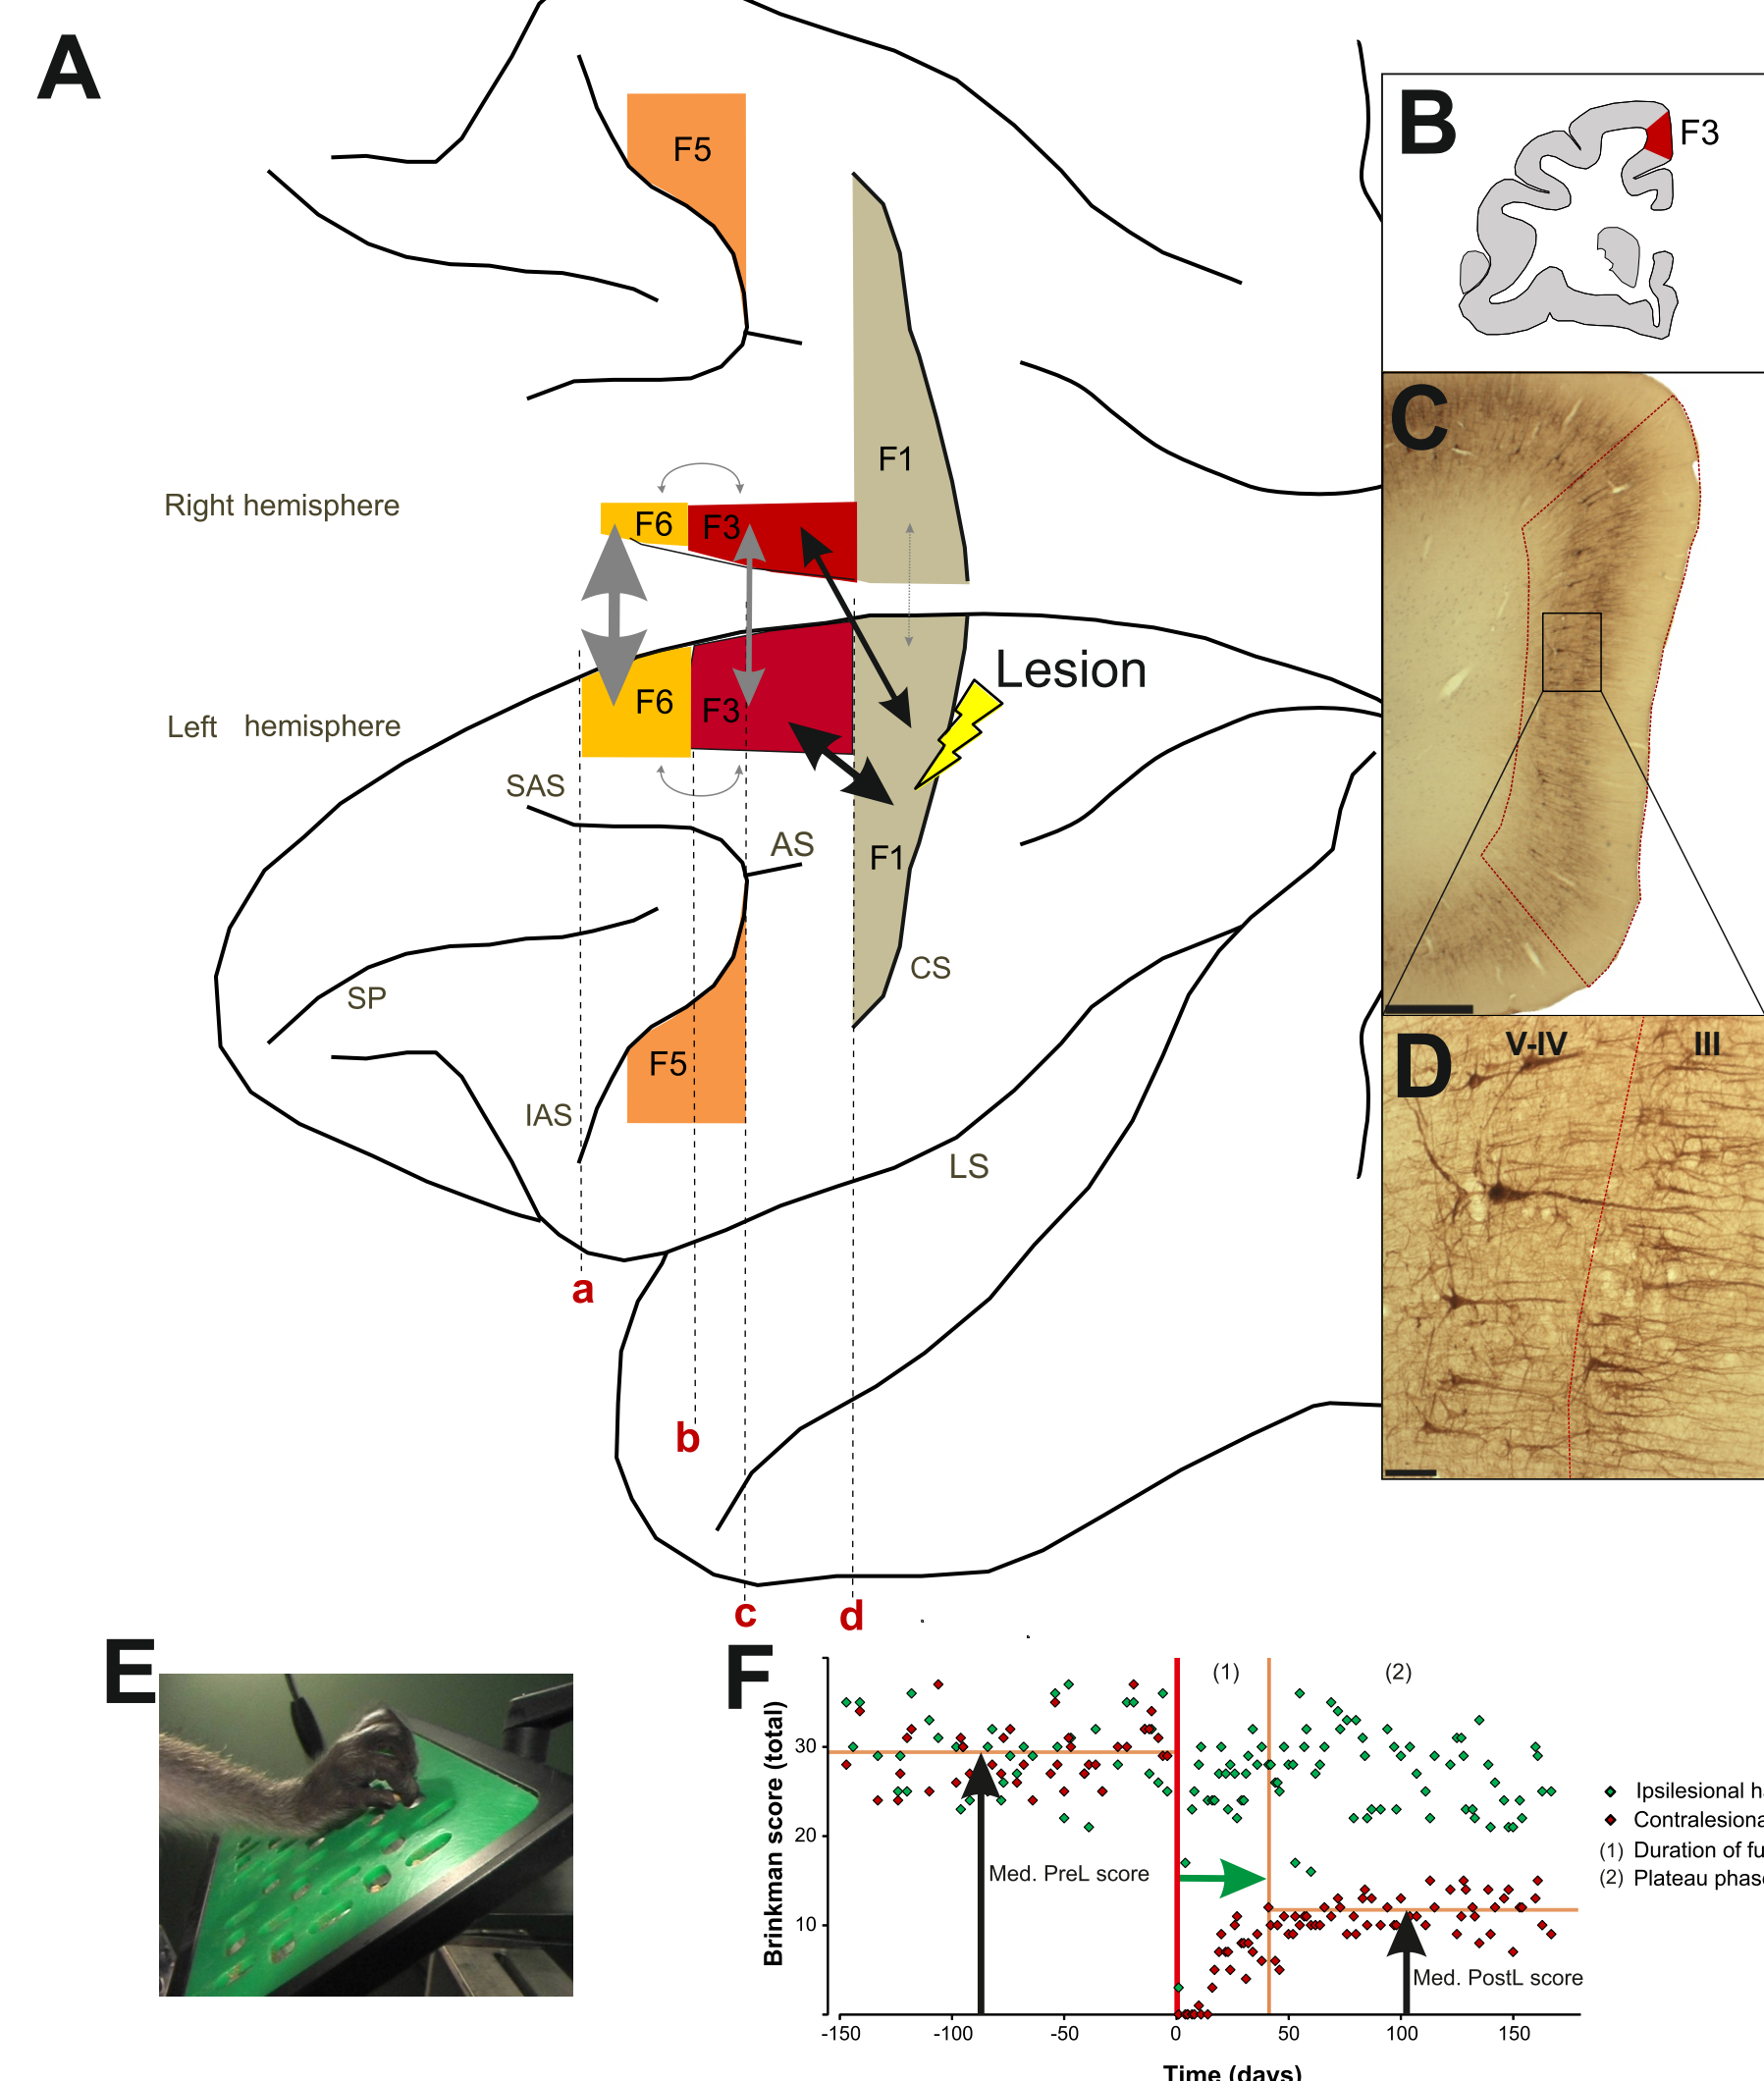 A
F5
B
F3
C
F1
Right hemisphere
F6
F3
Lesion
F6
F3
Left hemisphere
SAS
AS
F1
CS
SP
F5
IAS
LS
D
V-IV
III
a
b
c
d
E
F
(1)
(2)
Brinkman score (total)
30
20
10
Med. PreL score
Med. PostL score
Ipsilesional h
Contralesiona
(1) Duration of fu
(2) Plateau phas
-150
-100
-50
0
50
100
150
Time (days)